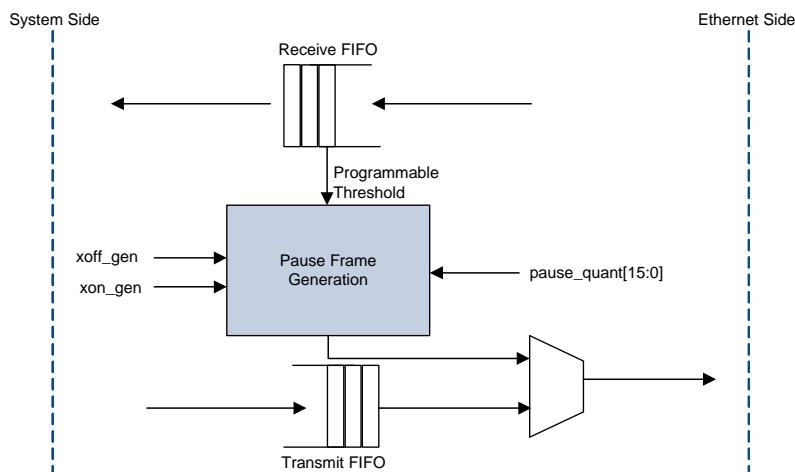 System Side
Ethernet Side
Receive FIFO
Programmable
Threshold
xoff_gen
xon_gen
Pause Frame
Generation
pause_quant[15:0]
Transmit FIFO